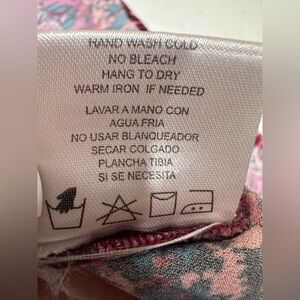 HAND WASH COLD
NO BLEACH
HANG TO DRY
WARM IRON IF NEEDED
LAVAR A MANO CON
AGUA FRIA
NO USAR BLANQUEADOR
SECAR COLGADO
PLANCHA TIBIA
SI SE NECESITA